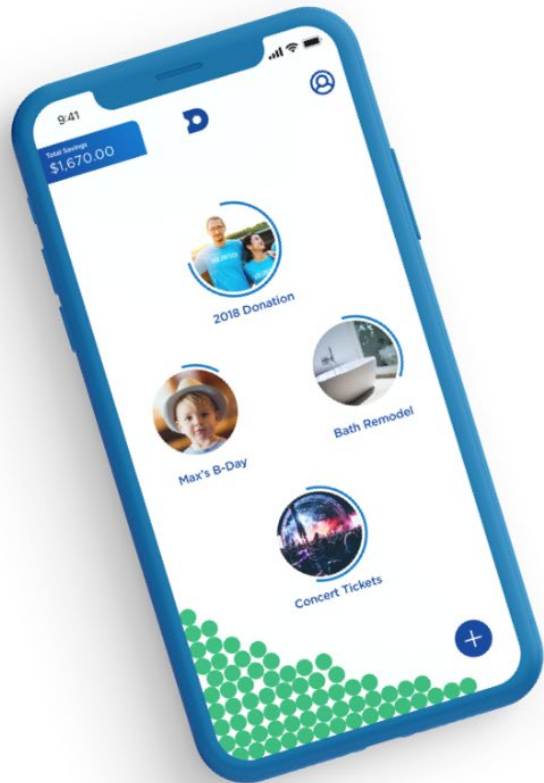 9:41
Total Savings
$1,670.00
2018 Donation
Bath Remodel
Max's B-Day
Concert Tickets